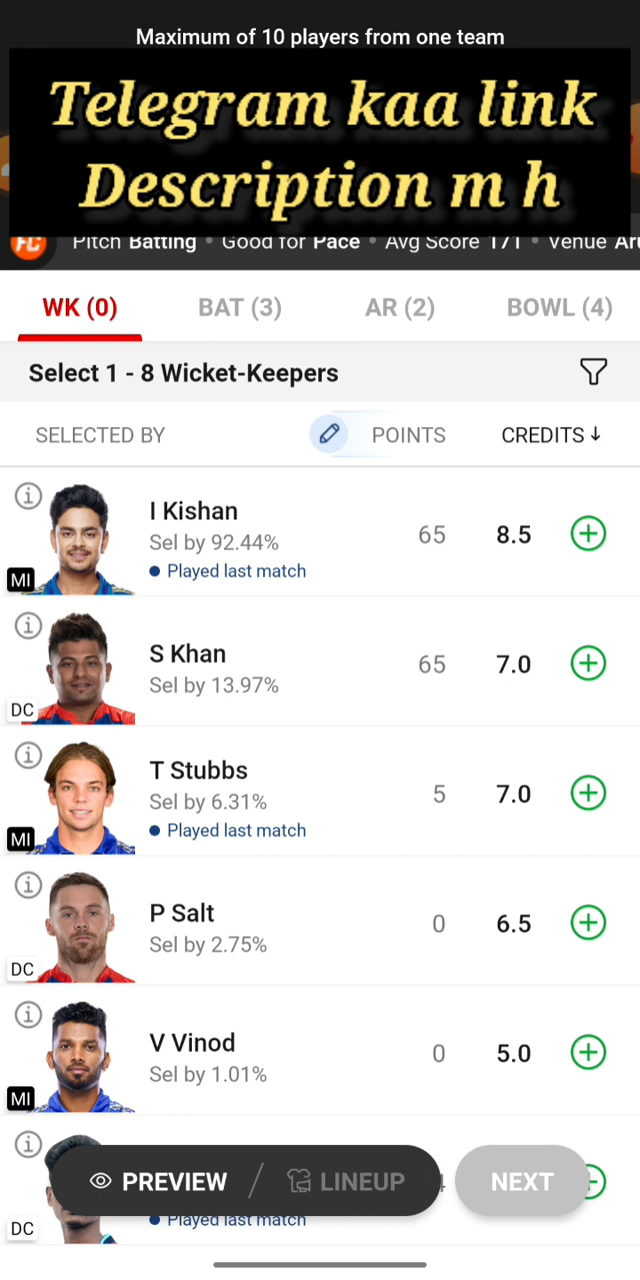 Maximum of 10 players from one team
Telegram kaa link
Description m h
FC Pitch Batting • Good for Pace • Avg Score 171 • Venue
WK (0) BAT (3) AR (2) BOWL (4)
Select 1 - 8 Wicket-Keepers
SELECTED BY POINTS CREDITS ↓
I Kishan
Sel by 92.44%
65 8.5
Played last match
MI
S Khan
Sel by 13.97%
65 7.0
DC
T Stubbs
Sel by 6.31%
5 7.0
Played last match
MI
P Salt
Sel by 2.75%
0 6.5
DC
V Vinod
Sel by 1.01%
0 5.0
MI
PREVIEW / LINEUP NEXT
Played last match
DC